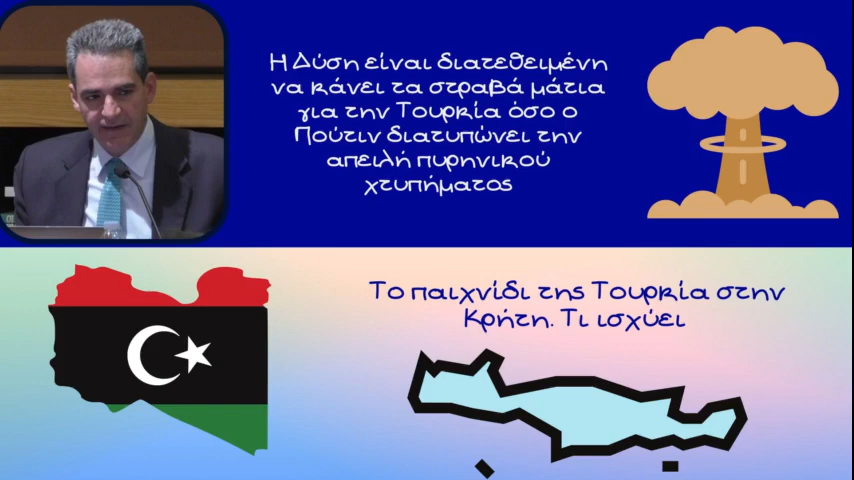 Η Δύση είναι διατεθειμένη
να κάνει τα στραβά μάτια
για την Τουρκία όσο ο
Πούτιν διατυπώνει την
απειλή πυρηνικού
χτυπήματος
Το παιχνίδι της Τουρκία στην
Κρήτη. Τι ισχύει